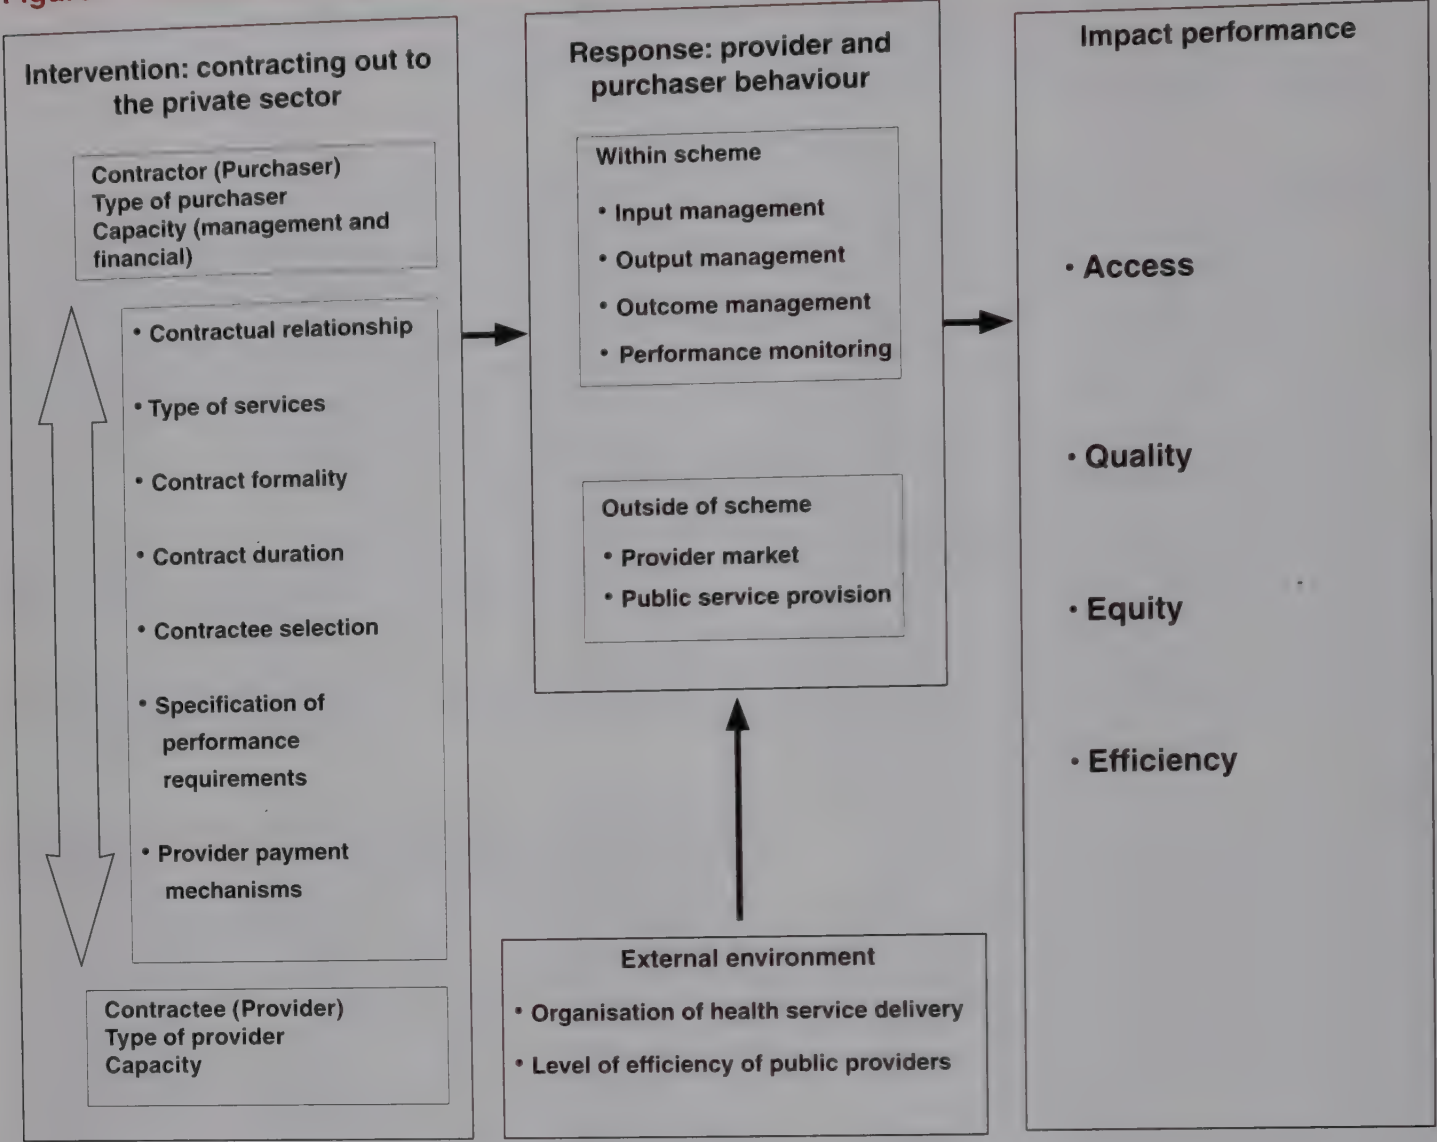 Intervention: contracting out to
the private sector
Contractor (Purchaser)
Type of purchaser
Capacity (management and
financial)
• Contractual relationship
• Type of services
• Contract formality
• Contract duration
• Contractee selection
• Specification of
performance
requirements
• Provider payment
mechanisms
Contractee (Provider)
Type of provider
Capacity
Response: provider and
purchaser behaviour
Within scheme
• Input management
• Output management
• Outcome management
• Performance monitoring
Outside of scheme
• Provider market
• Public service provision
External environment
• Organisation of health service delivery
• Level of efficiency of public providers
Impact performance
• Access
• Quality
• Equity
• Efficiency